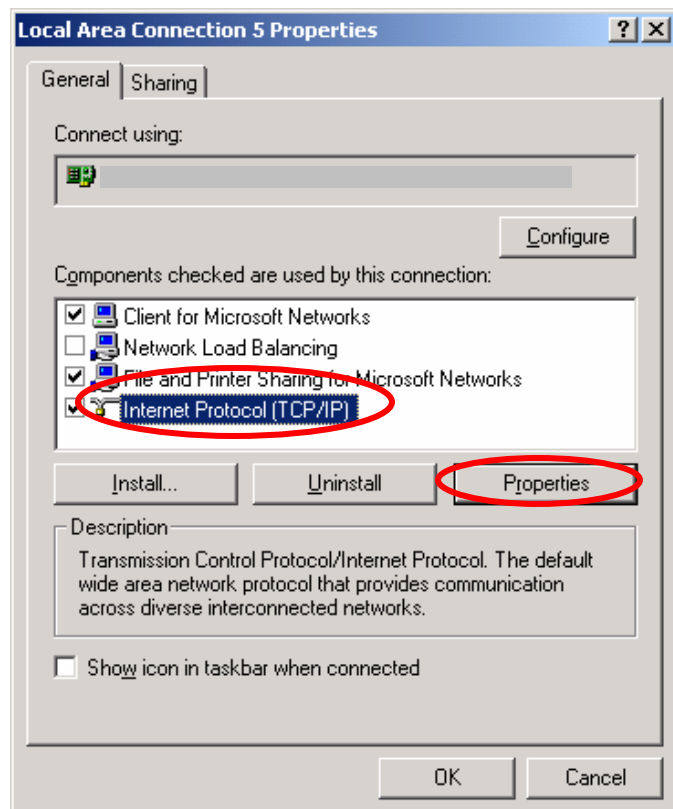 Local Area Connection 5 Properties
General Sharing
Connect using:
Configure
Components checked are used by this connection:
Client for Microsoft Networks
Network Load Balancing
File and Printer Sharing for Microsoft Networks
Internet Protocol (TCP/IP)
Install... Uninstall Properties
Description
Transmission Control Protocol/Internet Protocol. The default
wide area network protocol that provides communication
across diverse interconnected networks.
Show icon in taskbar when connected
OK Cancel